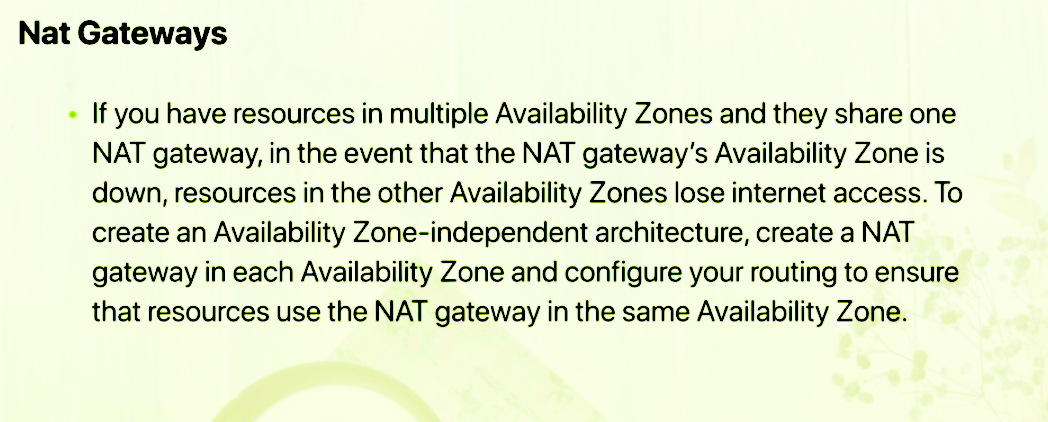 Nat Gateways
• If you have resources in multiple Availability Zones and they share one
NAT gateway, in the event that the NAT gateway’s Availability Zone is
down, resources in the other Availability Zones lose internet access. To
create an Availability Zone-independent architecture, create a NAT
gateway in each Availability Zone and configure your routing to ensure
that resources use the NAT gateway in the same Availability Zone.